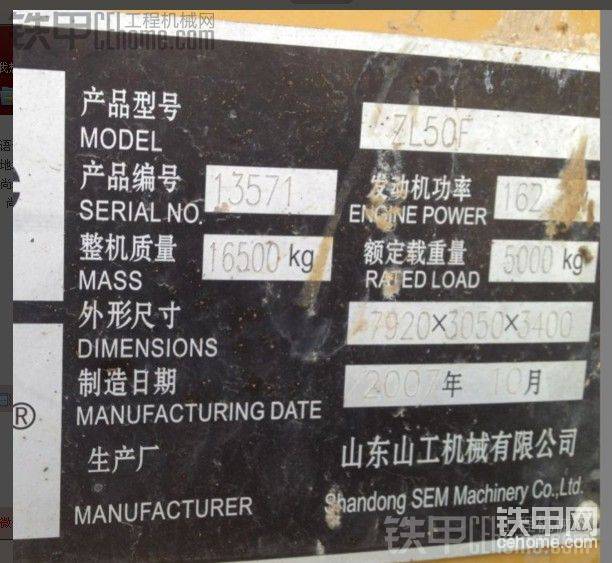 铁甲 工程机械网
cehome.com
产品型号
MODEL
ZL50F
产品编号
SERIAL NO.
13571
发动机功率
ENGINE POWER
162
整机质量
MASS
16500 kg
额定载重量
RATED LOAD
5000 kg
外形尺寸
DIMENSIONS
7920×3050×3400
制造日期
MANUFACTURING DATE
2007年 10月
®
生产厂
MANUFACTURER
山东山工机械有限公司
Shandong SEM Machinery Co.,Ltd.
铁甲网
cehome.com